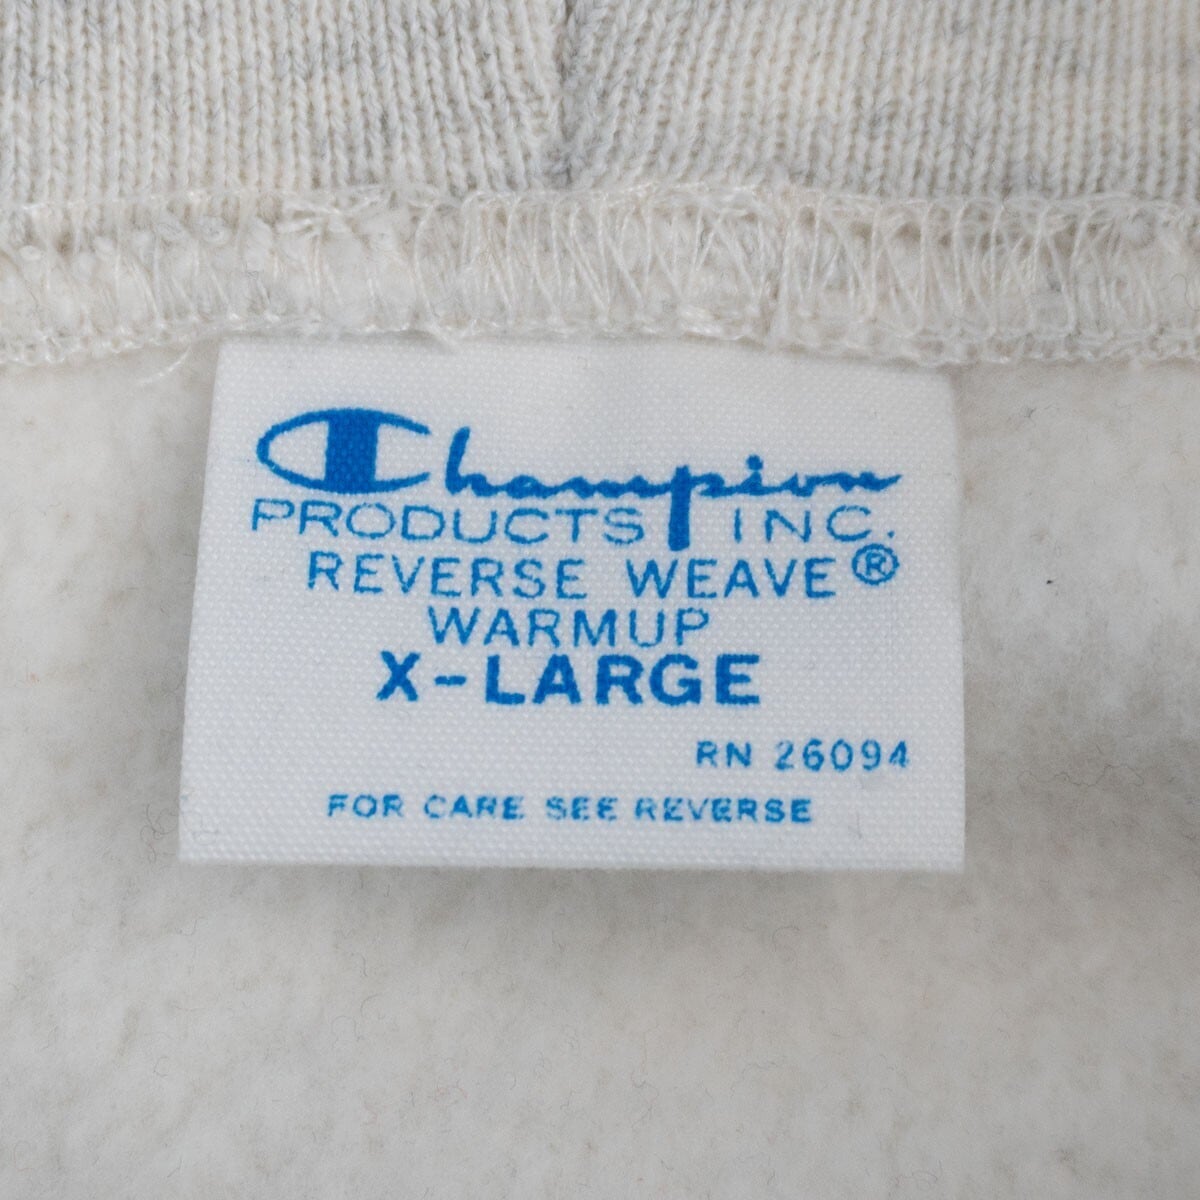 Champion
PRODUCTS INC.
REVERSE WEAVE®
WARMUP
X-LARGE
RN 26094
FOR CARE SEE REVERSE